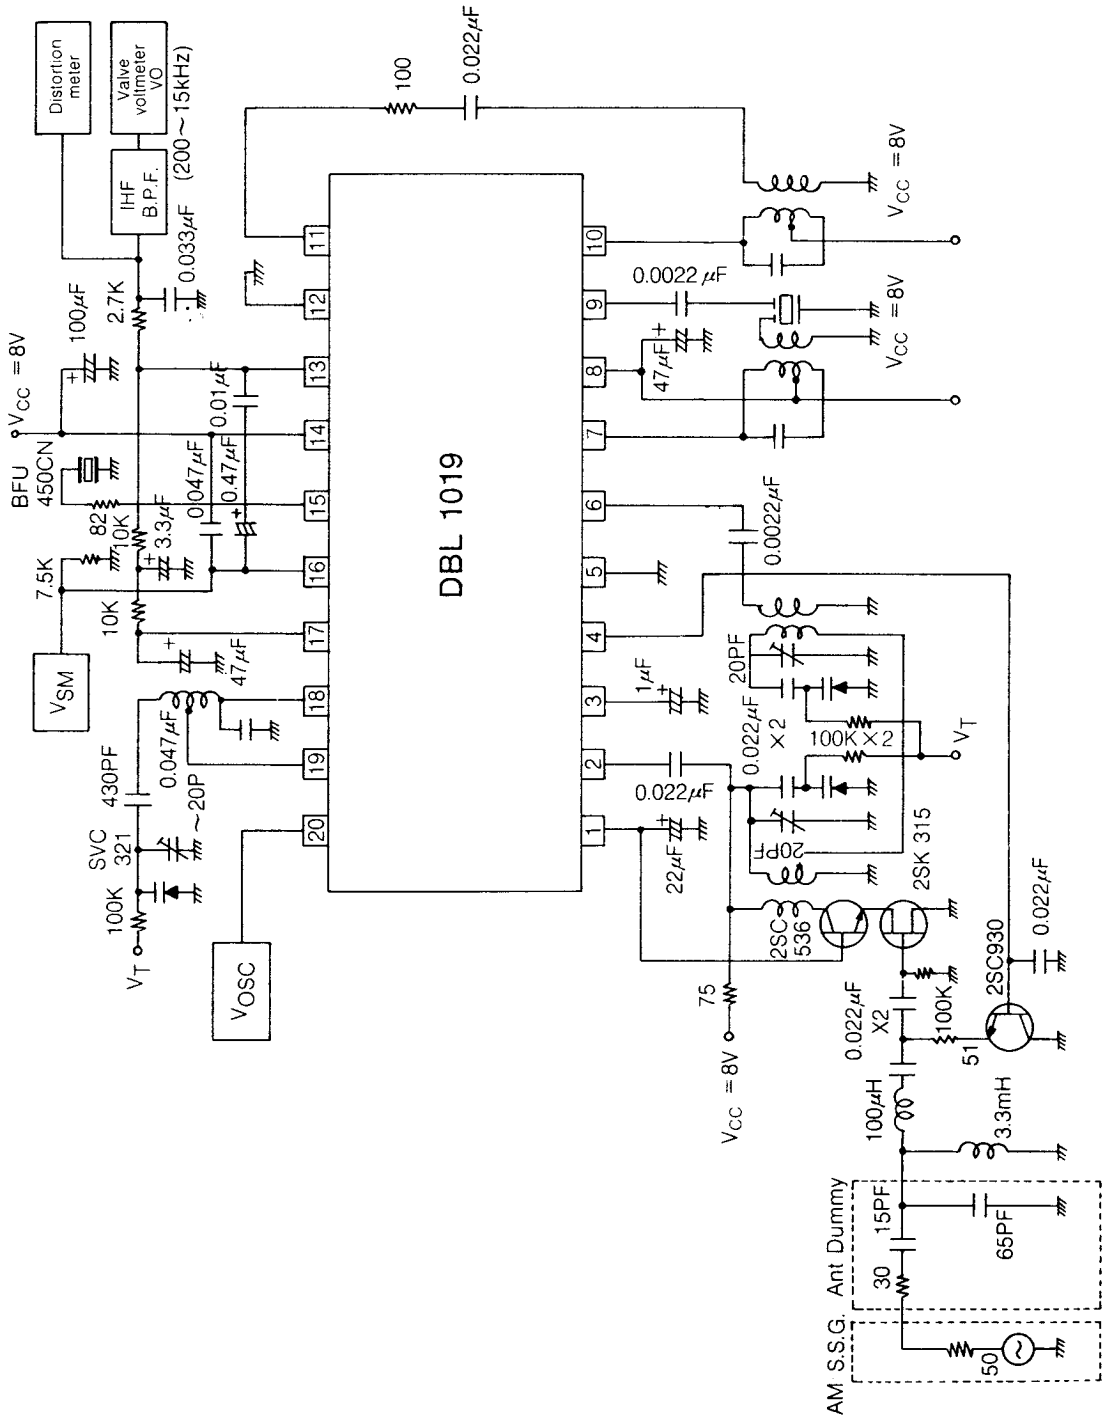 Distortion
meter
Valve
voltmeter
VO
(200~15kHz)
IHF
B.P.F.
0.033μF
2.7K
100μF
VCC = 8V
BFU
450CN
82
10K
3.3μF
7.5K
10K
VSM
47μF
0.047μF
0.47μF
0.01μF
0.047μF
430PF
SVC
321
~20P
100K
VT
VOSC
100
0.022μF
20
19
18
17
16
15
14
13
12
11
DBL 1019
1
2
3
4
5
6
7
8
9
10
22μF
0.022μF
1μF
0.0022μF
47μF
0.0022 μF
VCC = 8V
VCC = 8V
20PF
0.022μF
X2
100K X 2
VT
20PF
2SK 315
2SC
536
75
VCC = 8V
0.022μF
X2
100K
51
2SC930
0.022μF
100μH
3.3mH
Ant Dummy
15PF
30
65PF
AM S.S.G.
50